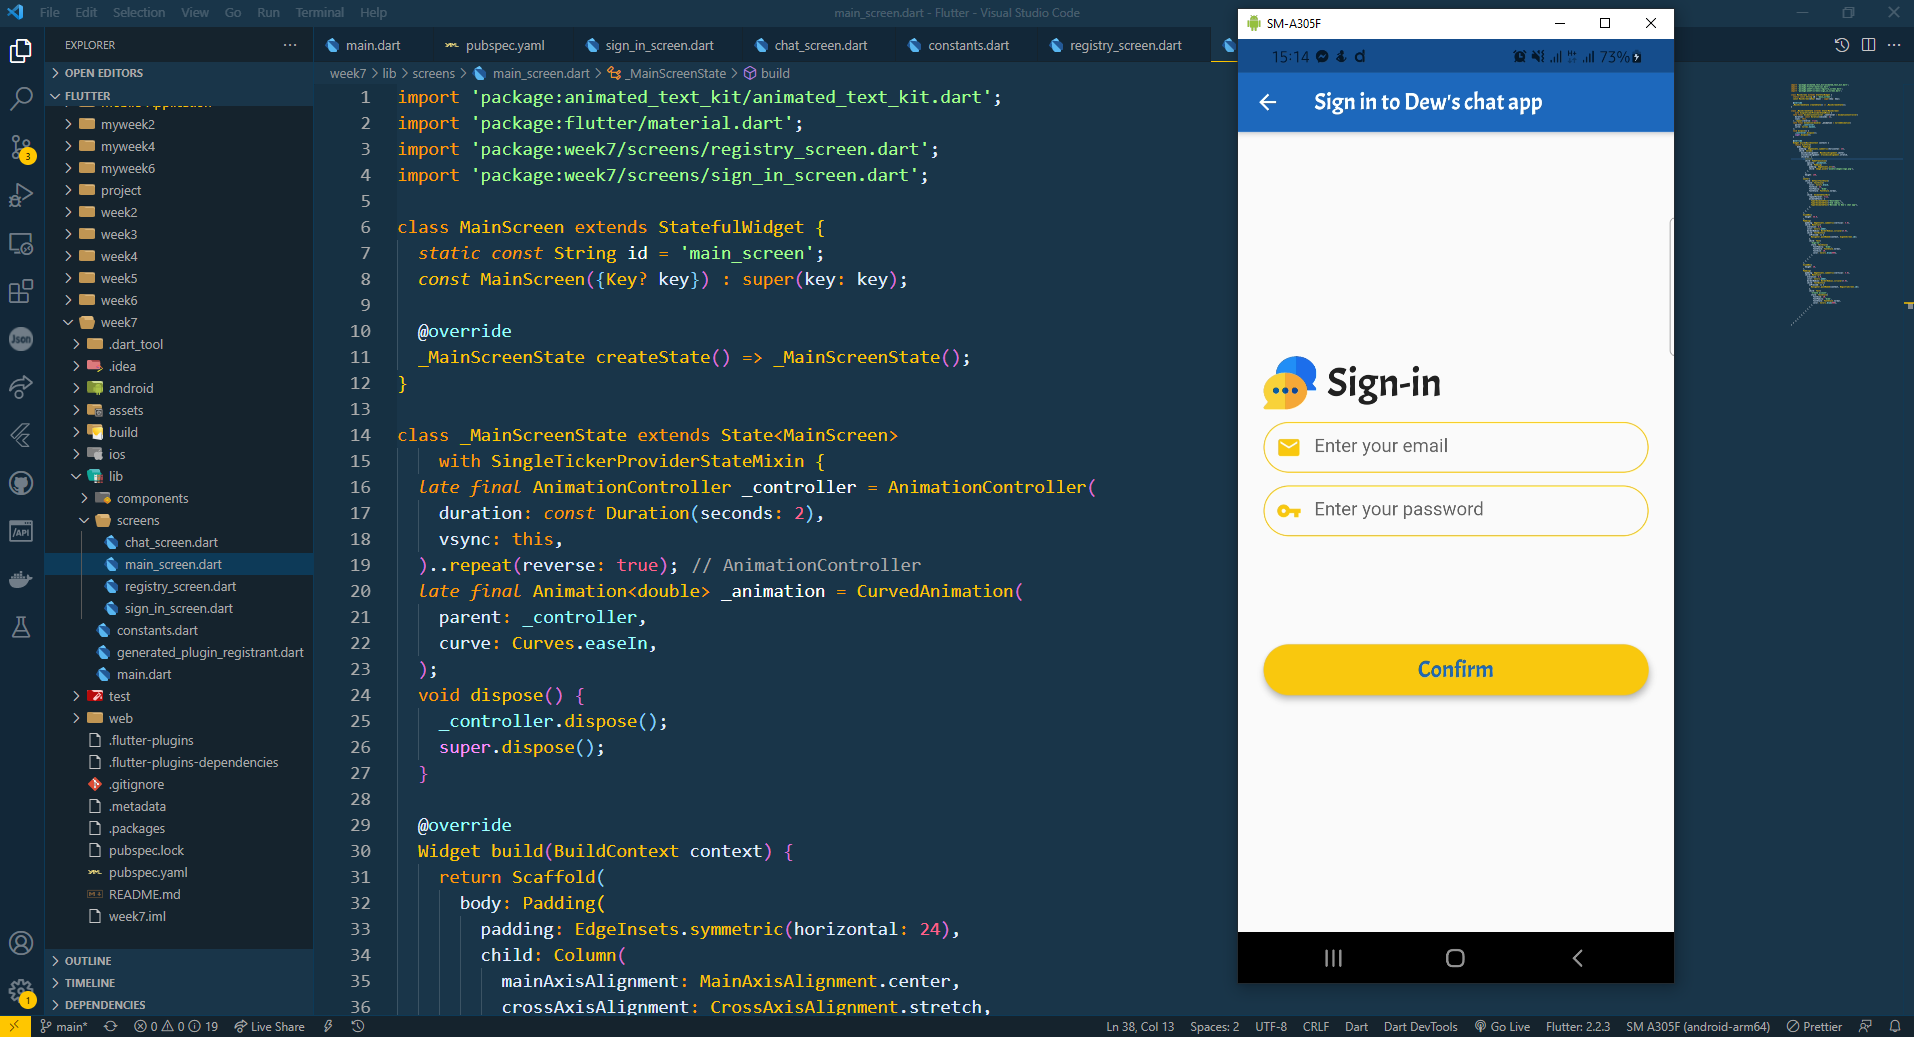 File Edit Selection View Go Run Terminal Help
main_screen.dart - Flutter - Visual Studio Code
EXPLORER
OPEN EDITORS
FLUTTER
myweek2
myweek4
myweek6
project
week2
week3
week4
week5
week6
week7
.dart_tool
.idea
android
assets
build
ios
lib
components
screens
chat_screen.dart
main_screen.dart
registry_screen.dart
sign_in_screen.dart
constants.dart
generated_plugin_registrant.dart
main.dart
test
web
.flutter-plugins
.flutter-plugins-dependencies
.gitignore
.metadata
.packages
pubspec.lock
pubspec.yaml
README.md
week7.iml
OUTLINE
TIMELINE
DEPENDENCIES
main.dart pubspec.yaml sign_in_screen.dart chat_screen.dart constants.dart registry_screen.dart
week7 > lib > screens > main_screen.dart > _MainScreenState > build
1 import 'package:animated_text_kit/animated_text_kit.dart';
2 import 'package:flutter/material.dart';
3 import 'package:week7/screens/registry_screen.dart';
4 import 'package:week7/screens/sign_in_screen.dart';
5
6 class MainScreen extends StatefulWidget {
7 static const String id = 'main_screen';
8 const MainScreen({Key? key}) : super(key: key);
9
10 @override
11 _MainScreenState createState() => _MainScreenState();
12 }
13
14 class _MainScreenState extends State<MainScreen>
15 with SingleTickerProviderStateMixin {
16 late final AnimationController _controller = AnimationController(
17 duration: const Duration(seconds: 2),
18 vsync: this,
19 )..repeat(reverse: true); // AnimationController
20 late final Animation<double> _animation = CurvedAnimation(
21 parent: _controller,
22 curve: Curves.easeIn,
23 );
24 void dispose() {
25 _controller.dispose();
26 super.dispose();
27 }
28
29 @override
30 Widget build(BuildContext context) {
31 return Scaffold(
32 body: Padding(
33 padding: EdgeInsets.symmetric(horizontal: 24),
34 child: Column(
35 mainAxisAlignment: MainAxisAlignment.center,
36 crossAxisAlignment: CrossAxisAlignment.stretch,
SM-A305F
15:14 d 73%
Sign in to Dew's chat app
Sign-in
Enter your email
Enter your password
Confirm
Json
/API
3
1
main* 0 0 19 Live Share
Ln 38, Col 13 Spaces: 2 UTF-8 CRLF Dart Dart DevTools Go Live Flutter: 2.2.3 SM A305F (android-arm64) Prettier